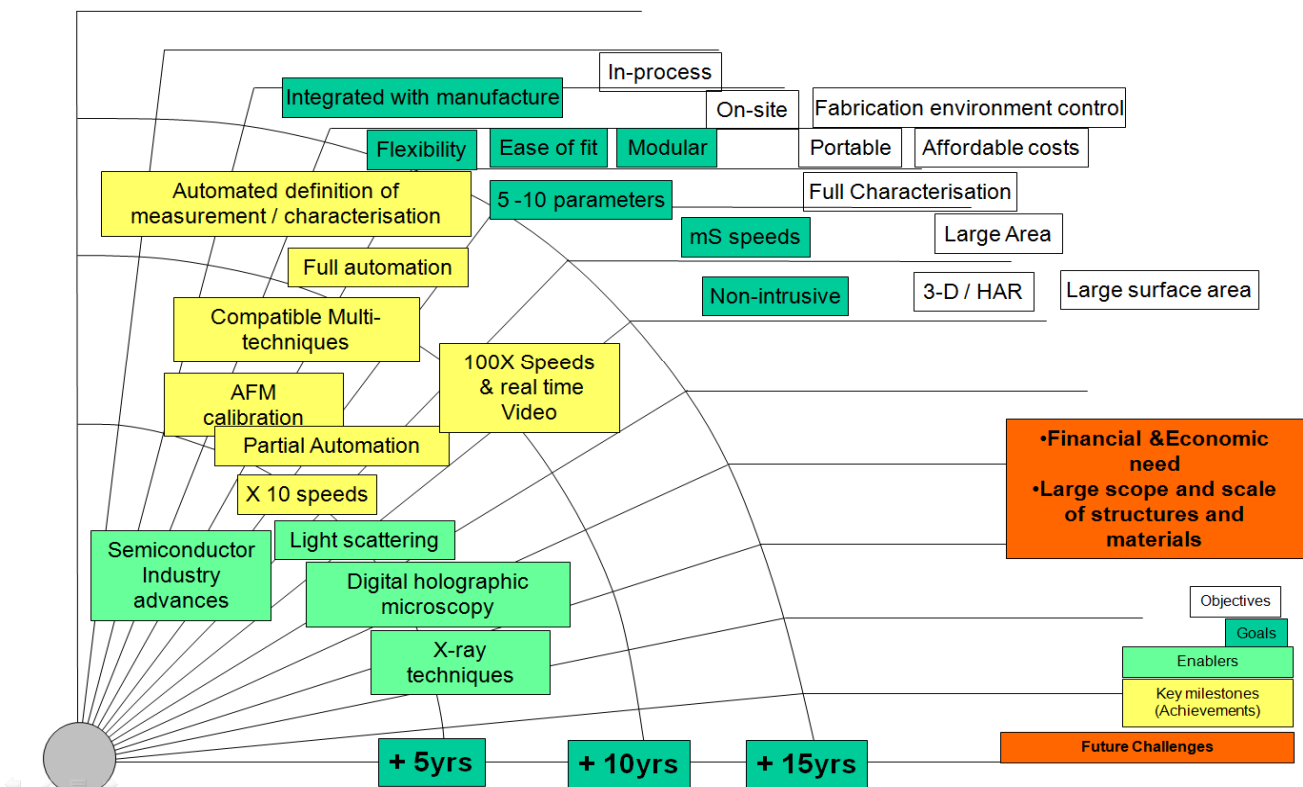 In-process
Integrated with manufacture
On-site
Fabrication environment control
Flexibility
Ease of fit
Modular
Portable
Affordable costs
Automated definition of
measurement / characterisation
5 -10 parameters
Full Characterisation
mS speeds
Large Area
Full automation
Non-intrusive
3-D / HAR
Large surface area
Compatible Multi-
techniques
100X Speeds
& real time
Video
AFM
calibration
Partial Automation
•Financial &Economic
need
•Large scope and scale
of structures and
materials
X 10 speeds
Light scattering
Semiconductor
Industry
advances
Digital holographic
microscopy
X-ray
techniques
Objectives
Goals
Enablers
Key milestones
(Achievements)
Future Challenges
+ 5yrs
+ 10yrs
+ 15yrs